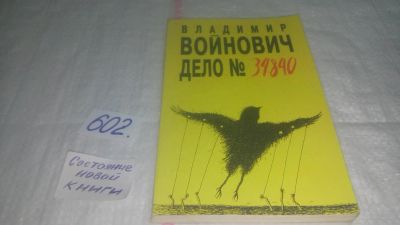 ВЛАДИМИР
ВОЙНОВИЧ
ДЕЛО № 34840
602.
Состояние
новой
книги